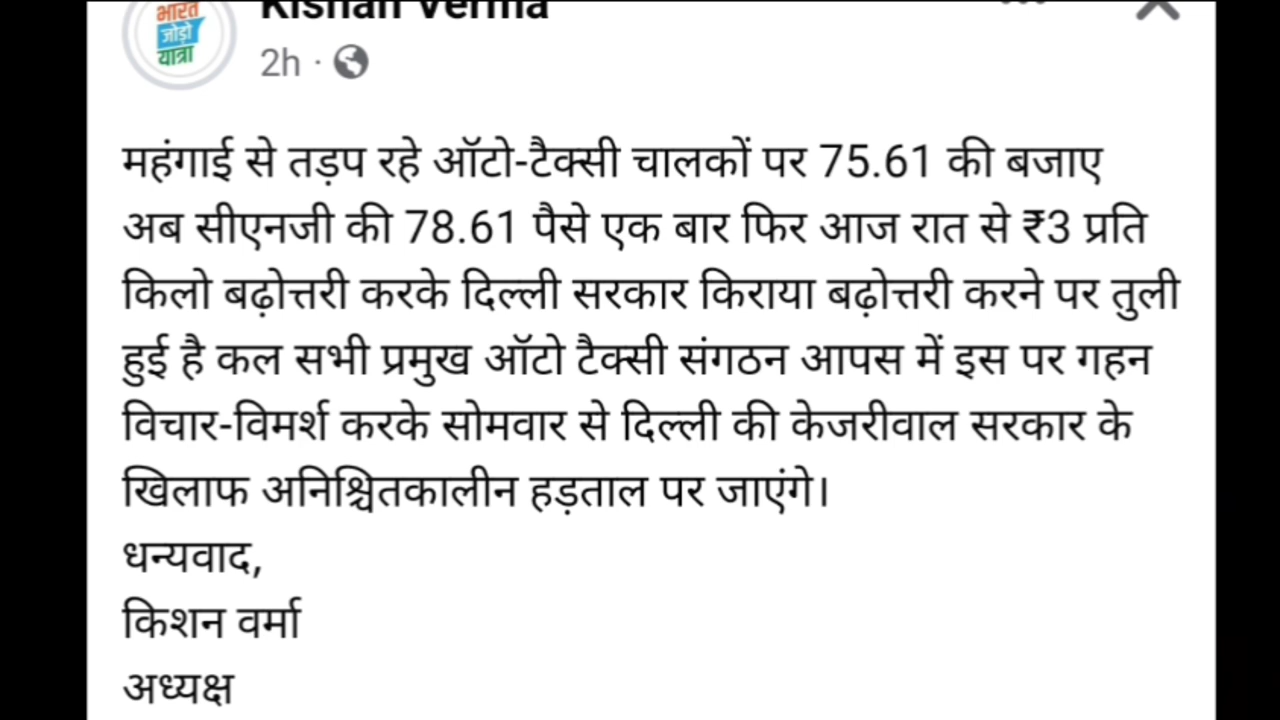 भारत
जोड़ो
यात्रा
Kishan Verma
2h ·
महंगाई से तड़प रहे ऑटो-टैक्सी चालकों पर 75.61 की बजाए
अब सीएनजी की 78.61 पैसे एक बार फिर आज रात से ₹3 प्रति
किलो बढ़ोत्तरी करके दिल्ली सरकार किराया बढ़ोत्तरी करने पर तुली
हुई है कल सभी प्रमुख ऑटो टैक्सी संगठन आपस में इस पर गहन
विचार-विमर्श करके सोमवार से दिल्ली की केजरीवाल सरकार के
खिलाफ अनिश्चितकालीन हड़ताल पर जाएंगे।
धन्यवाद,
किशन वर्मा
अध्यक्ष